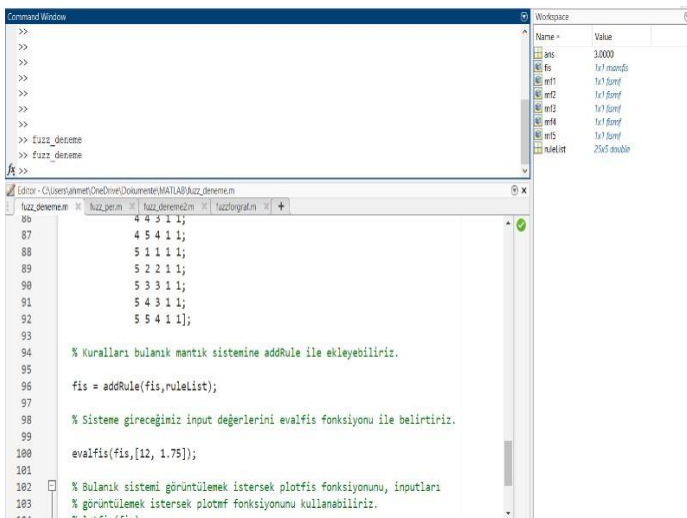 Command Window
>>
>>
>>
>>
>>
>>
>>
>> fuzz_deneme
>> fuzz_deneme
fx >>
Workspace
Name Value
ans 3.0000
fis 1x1 mamfis
mf1 1x1 fismf
mf2 1x1 fismf
mf3 1x1 fismf
mf4 1x1 fismf
mf5 1x1 fismf
ruleList 25x5 double
Editor - C:\Users\ahmet\OneDrive\Dokumente\MATLAB\fuzz_deneme.m
fuzz_deneme.m fuzz_per.m fuzz_deneme2.m fuzzforgraf.m +
86 4 4 3 1 1;
87 4 5 4 1 1;
88 5 1 1 1 1;
89 5 2 2 1 1;
90 5 3 3 1 1;
91 5 4 3 1 1;
92 5 5 4 1 1];
93
94 % Kuralları bulanık mantık sistemine addRule ile ekleyebiliriz.
95
96 fis = addRule(fis,ruleList);
97
98 % Sisteme gireceğimiz input değerlerini evalfis fonksiyonu ile belirtiriz.
99
100 evalfis(fis,[12, 1.75]);
101
102 % Bulanık sistemi görüntülemek istersek plotfis fonksiyonunu, inputları
103 % görüntülemek istersek plotmf fonksiyonunu kullanabiliriz.